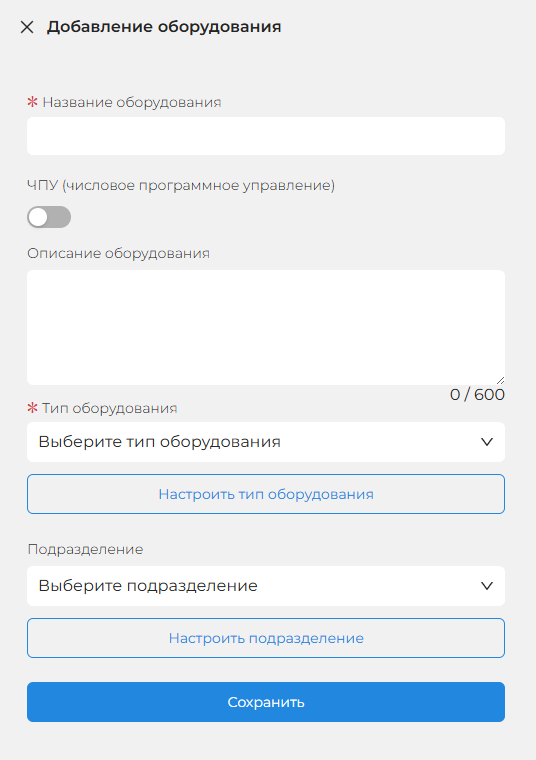 Добавление оборудования
* Название оборудования
ЧПУ (числовое программное управление)
Описание оборудования
0 / 600
* Тип оборудования
Выберите тип оборудования
Настроить тип оборудования
Подразделение
Выберите подразделение
Настроить подразделение
Сохранить